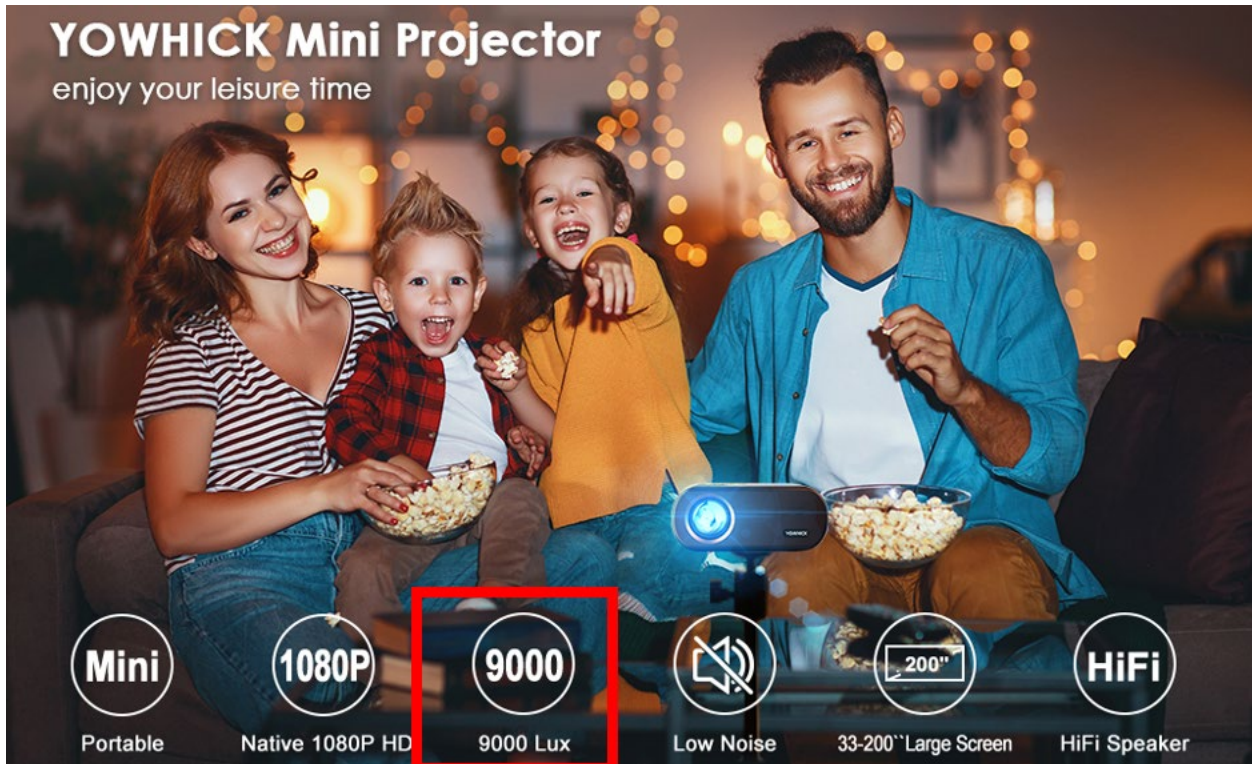 YOWHICK Mini Projector
enjoy your leisure time
YOWHICK
Mini
1080P
9000
200"
HiFi
Portable
Native 1080P HD
9000 Lux
Low Noise
33-200``Large Screen
HiFi Speaker